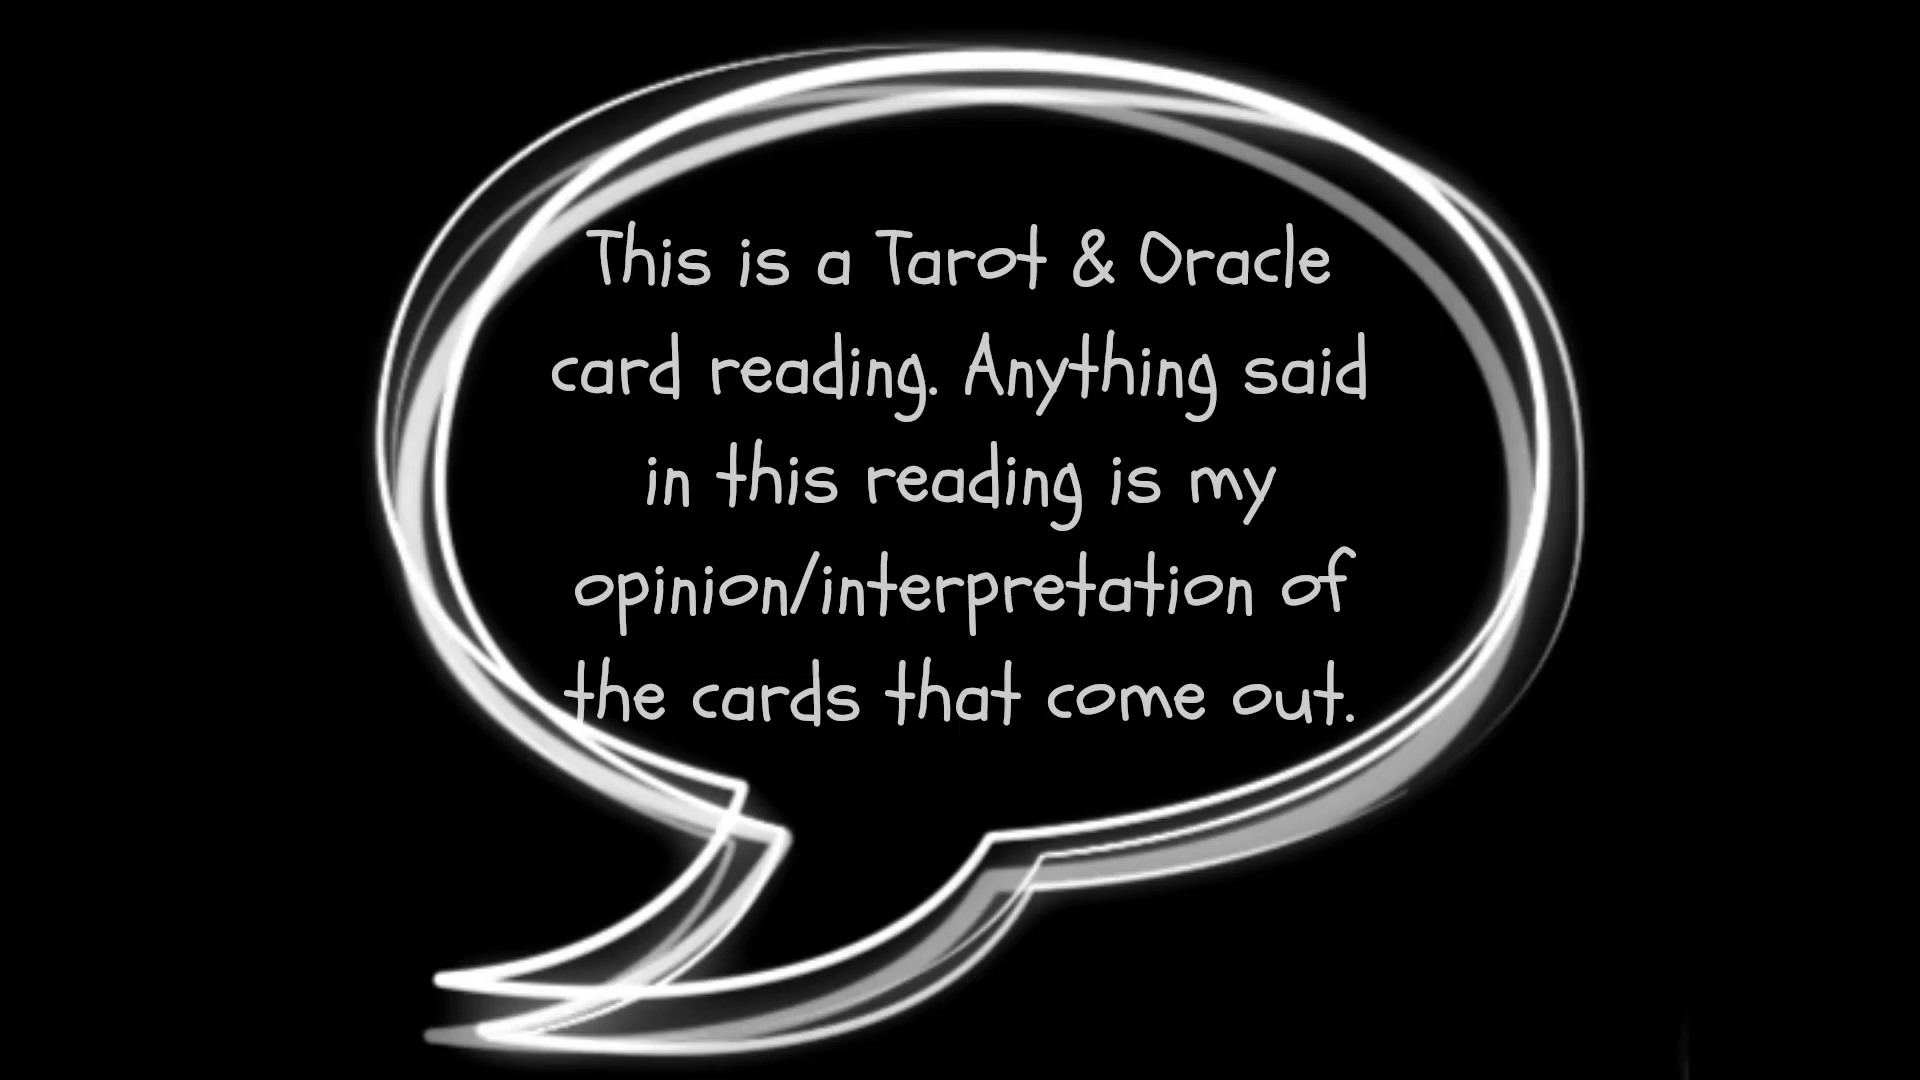 This is a Tarot & Oracle
card reading. Anything said
in this reading is my
opinion/interpretation of
the cards that come out.